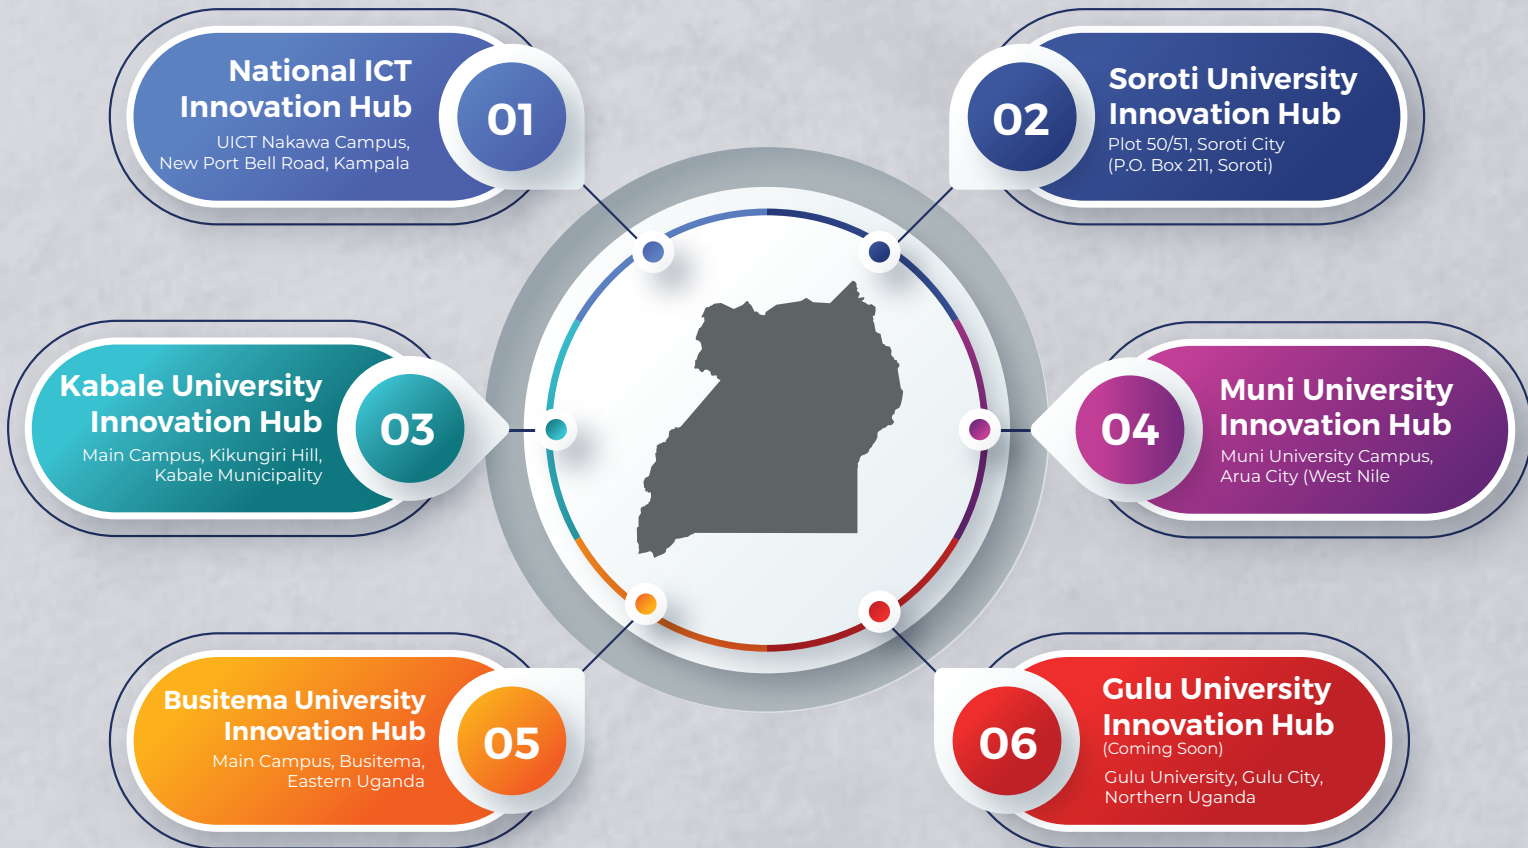 National ICT
Innovation Hub
UICT Nakawa Campus,
New Port Bell Road, Kampala
01
02
Soroti University
Innovation Hub
Plot 50/51, Soroti City
(P.O. Box 211, Soroti)
Kabale University
Innovation Hub
Main Campus, Kikungiri Hill,
Kabale Municipality
03
04
Muni University
Innovation Hub
Muni University Campus,
Arua City (West Nile
Busitema University
Innovation Hub
Main Campus, Busitema,
Eastern Uganda
05
06
Gulu University
Innovation Hub
(Coming Soon)
Gulu University, Gulu City,
Northern Uganda